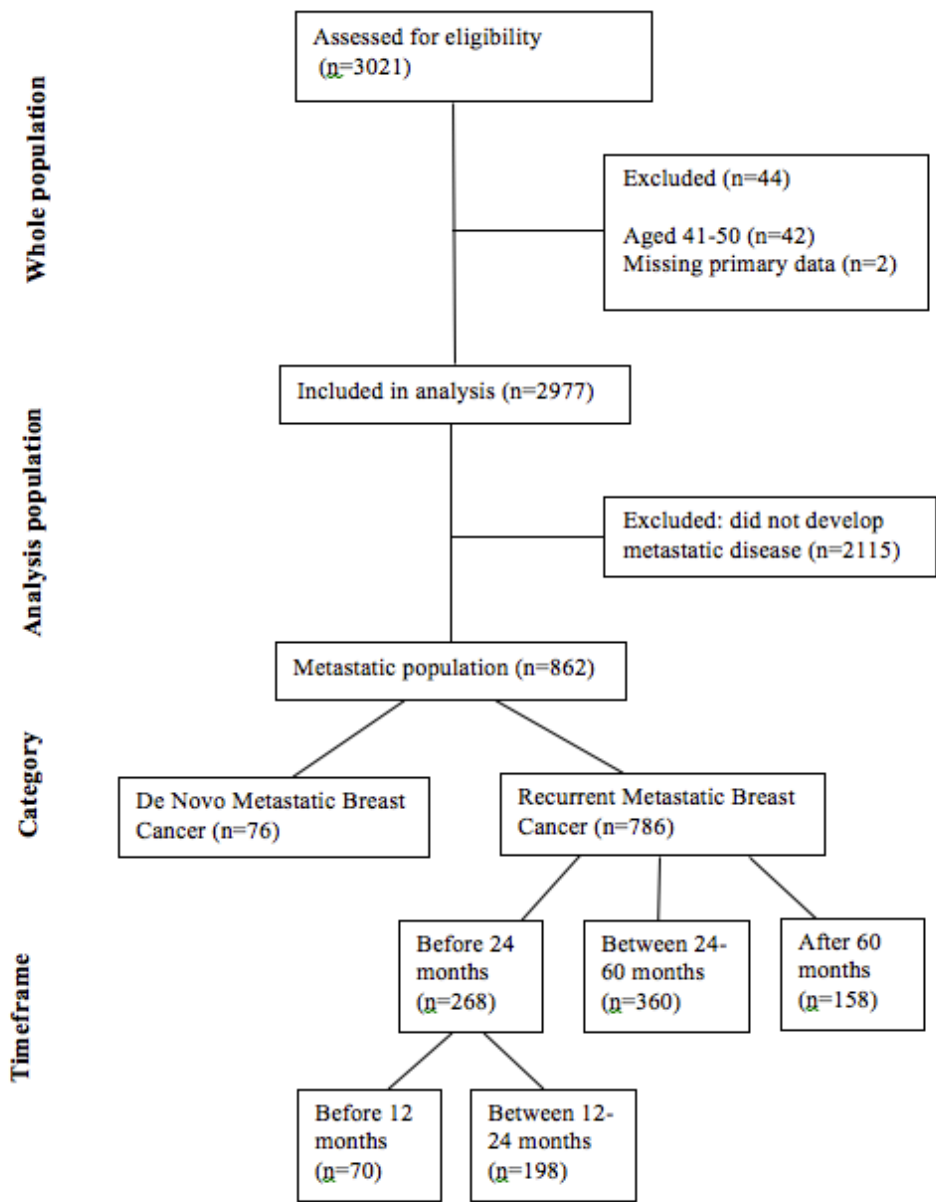 Whole population
Assessed for eligibility
(n=3021)
Excluded (n=44)
Aged 41-50 (n=42)
Missing primary data (n=2)
Analysis population
Included in analysis (n=2977)
Excluded: did not develop
metastatic disease (n=2115)
Metastatic population (n=862)
Category
De Novo Metastatic Breast
Cancer (n=76)
Recurrent Metastatic Breast
Cancer (n=786)
Timeframe
Before 24
months
(n=268)
Between 24-
60 months
(n=360)
After 60
months
(n=158)
Before 12
months
(n=70)
Between 12-
24 months
(n=198)